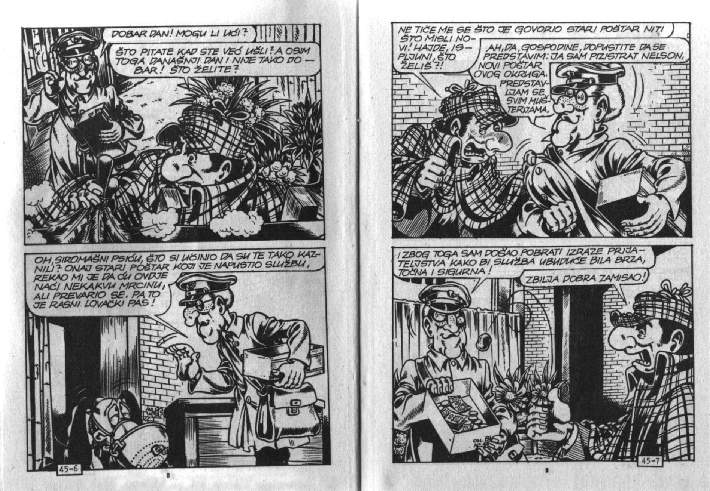 DOBAR DAN! MOGU LI UĆI?
ŠTO PITATE KAD STE VEĆ UŠLI! A OSIM
TOGA, DANAŠNJI DAN I NIJE TAKO DO -
BAR! ŠTO ŽELITE?
OH, SIROMAŠNI PSIĆU, ŠTO SI UČINIO DA SU TE TAKO KAZ-
NILI? ONAJ STARI POŠTAR KOJI JE NAPUSTIO SLUŽBU,
REKAO MI JE DA ĆU OVDJE
NAĆI NEKAKVU MRCINU,
ALI PREVARIO SE, PA TO
JE RASNI LOVAČKI PAS!
45-6
8
NE TIČE ME SE ŠTO JE GOVORIO STARI POŠTAR NITI
ŠTO MISLI NO-
VI! HAJDE, IS-
PLJUNI, ŠTO
ŽELIŠ?!
AH, DA, GOSPODINE, DOPUSTITE DA SE
PREDSTAVIM: JA SAM PILISTRAT NELSON,
NOVI POŠTAR
OVOG OKRUGA.
PREDSTAV-
LJAM SE
SVIM MUŠ-
TERIJAMA.
I ZBOG TOGA SAM DOŠAO POBRATI IZRAZE PRIJA-
TELJSTVA KAKO BI SLUŽBA UBUDUĆE BILA BRZA,
TOČNA I SIGURNA!
ZBILJA DOBRA ZAMISAO!
45-7